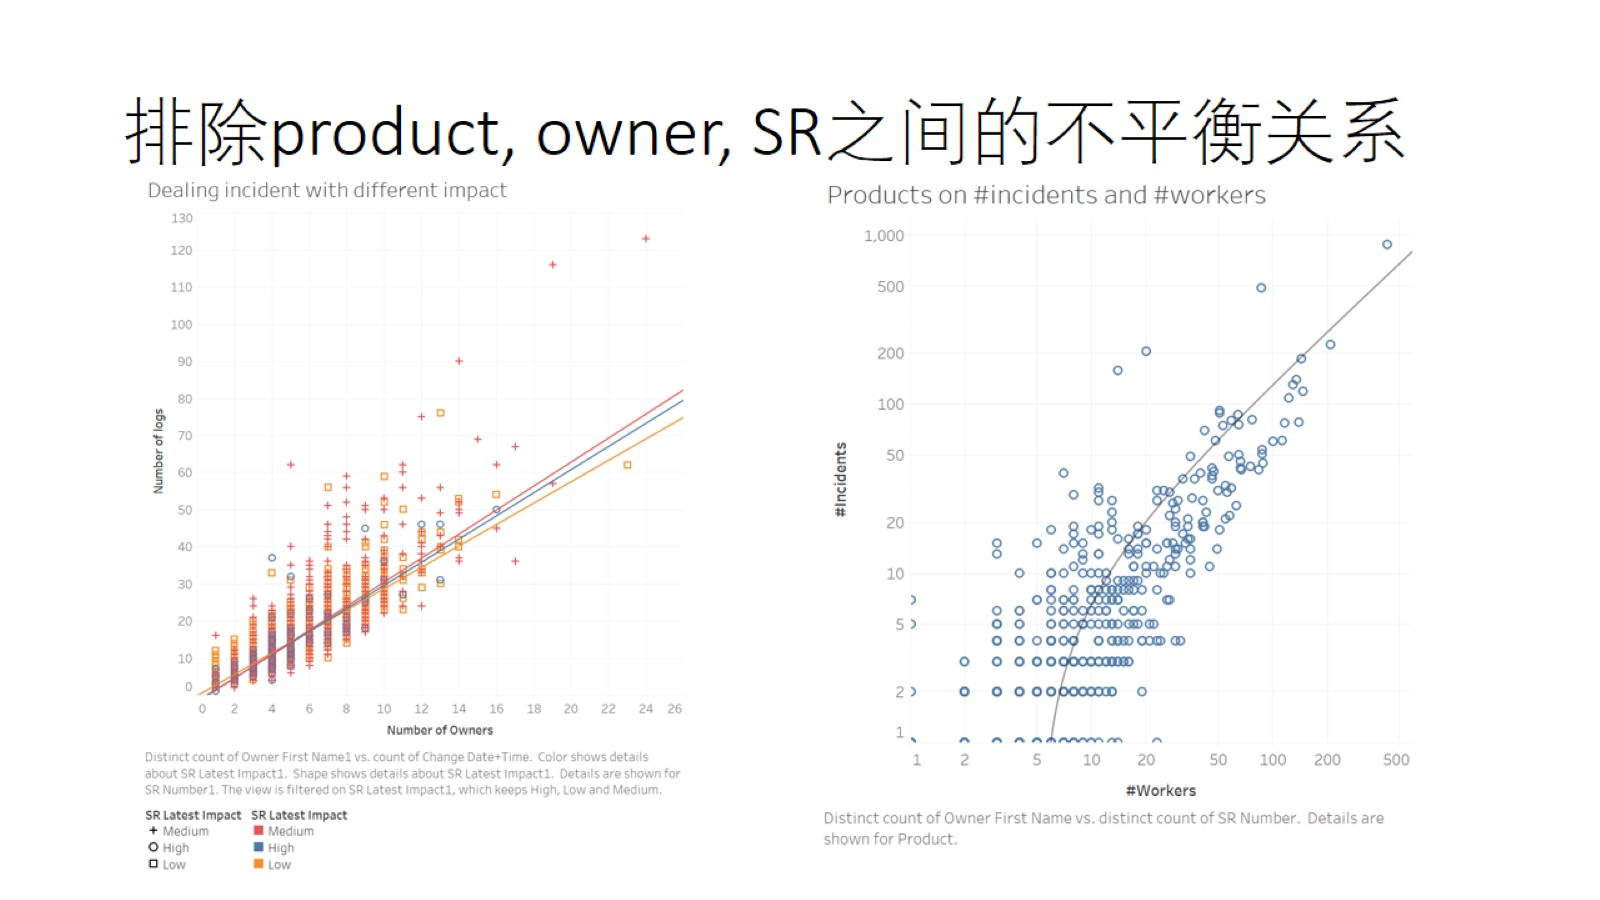 排除product, owner, SR之间的不平衡关系
Dealing incident with different impact
130
120
110
100
90
80
70
60
50
40
30
20
10
0
Number of logs
0 2 4 6 8 10 12 14 16 18 20 22 24 26
Number of Owners
Distinct count of Owner First Name1 vs. count of Change Date+Time. Color shows details
about SR Latest Impact1. Shape shows details about SR Latest Impact1. Details are shown for
SR Number1. The view is filtered on SR Latest Impact1, which keeps High, Low and Medium.
SR Latest Impact SR Latest Impact
Medium Medium
High High
Low Low
Products on #incidents and #workers
1,000
500
200
100
50
20
10
5
2
1
#Incidents
1 2 5 10 20 50 100 200 500
#Workers
Distinct count of Owner First Name vs. distinct count of SR Number. Details are
shown for Product.